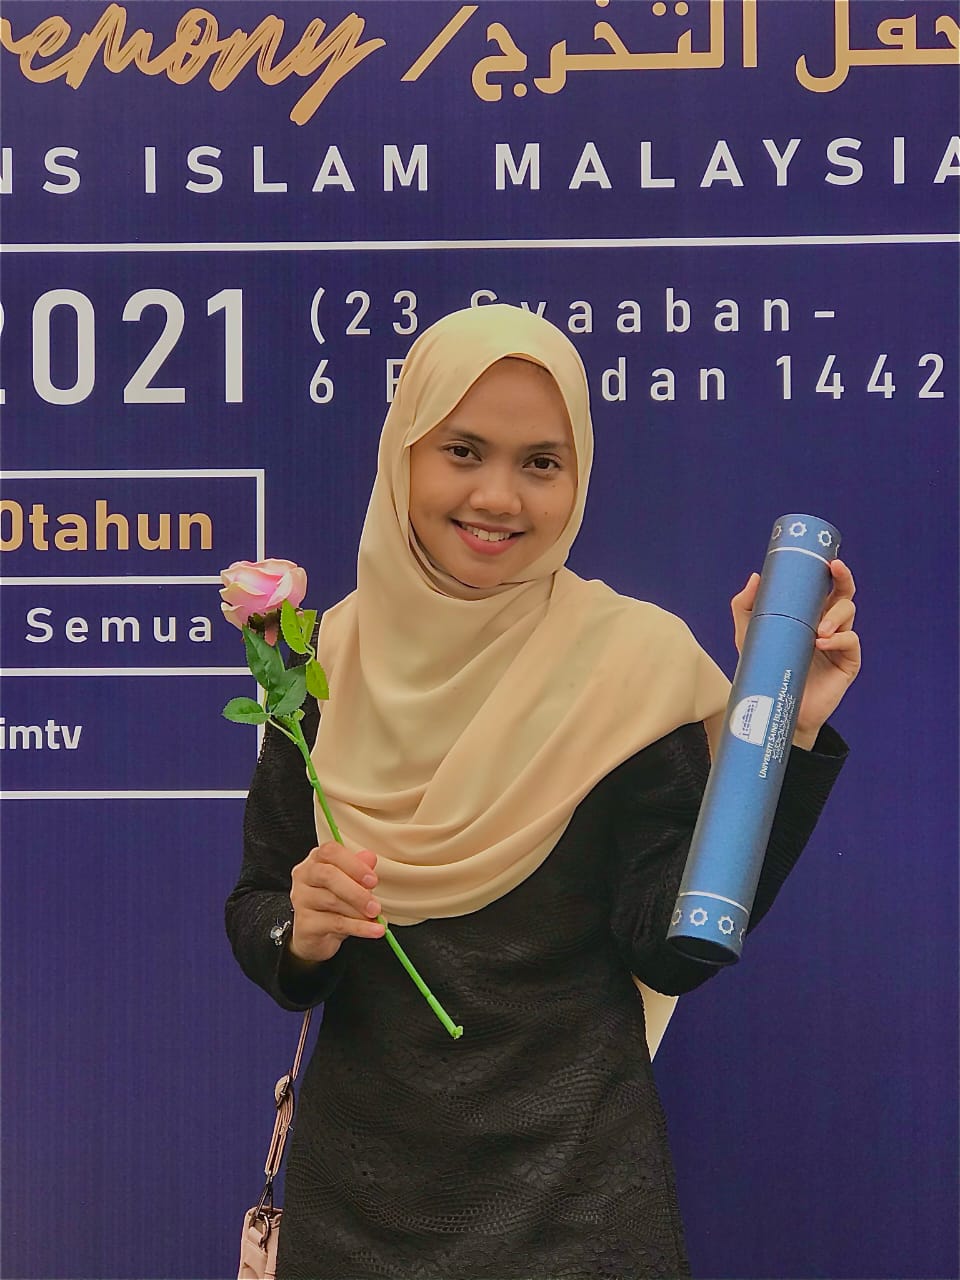 emony / حفل التخرج
NS ISLAM MALAYSIA
2021
(23 Syaaban-
6 R dan 1442
0tahun
Semua
imtv
UNIVERSITI SAINS ISLAM MALAYSIA